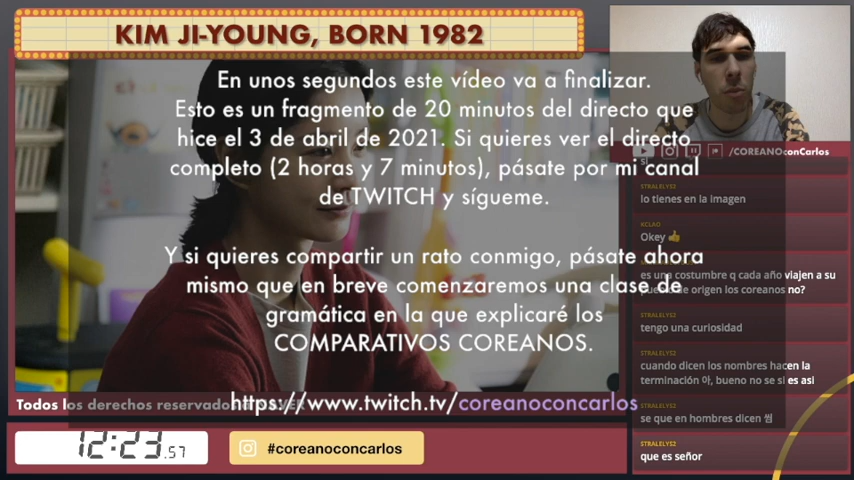 KIM JI-YOUNG, BORN 1982
En unos segundos este vídeo va a finalizar.
Esto es un fragmento de 20 minutos del directo que
hice el 3 de abril de 2021. Si quieres ver el directo
completo (2 horas y 7 minutos), pásate por mi canal
de TWITCH y sígueme.
Y si quieres compartir un rato conmigo, pásate ahora
mismo que en breve comenzaremos una clase de
gramática en la que explicaré los
COMPARATIVOS COREANOS.
https://www.twitch.tv/coreanoconcarlos
Todos los derechos reservados
12:23.57
#coreanoconcarlos
/COREANOconCarlos
si
STRALELYS2
lo tienes en la imagen
KCLAO
Okey 👍
es una costumbre q cada año viajen a su
de origen los coreanos no?
STRALELYS2
tengo una curiosidad
STRALELYS2
cuando dicen los nombres hacen la
terminación 아, bueno no se si es asi
STRALELYS2
se que en hombres dicen 씸
STRALELYS2
que es señor